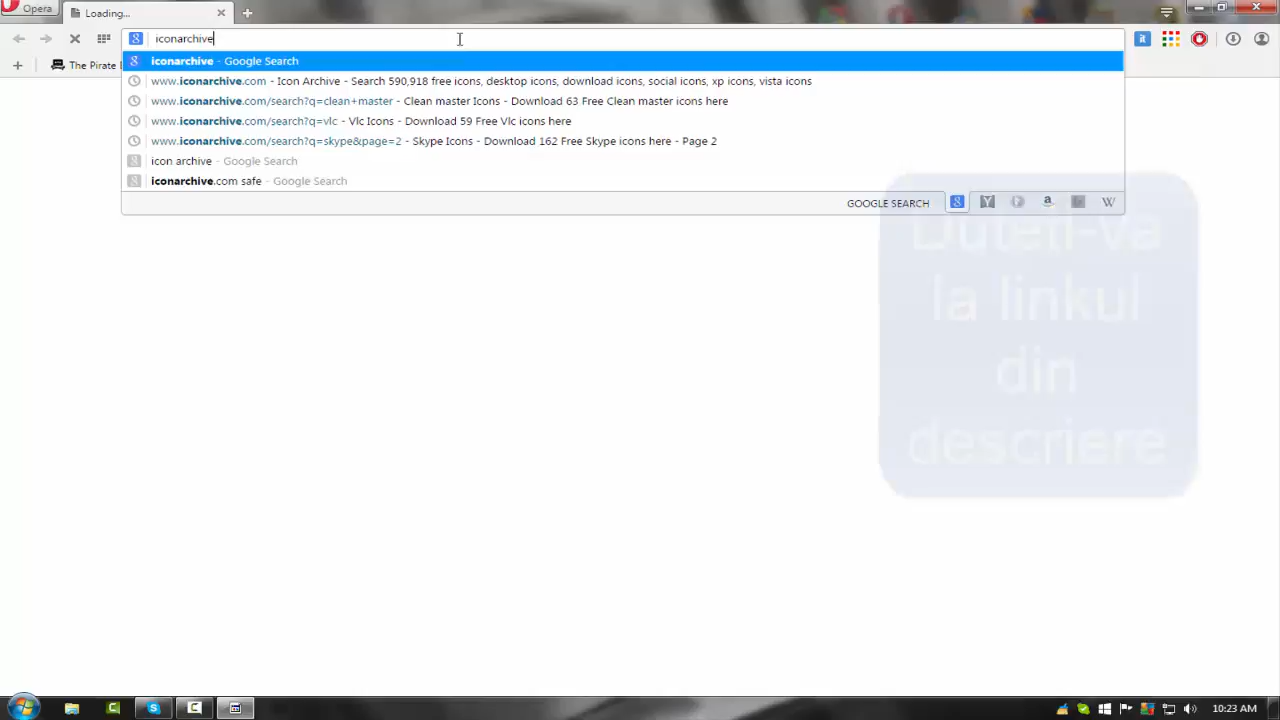 Opera
Loading...
iconarchive
iconarchive - Google Search
www.iconarchive.com - Icon Archive - Search 590,918 free icons, desktop icons, download icons, social icons, xp icons, vista icons
www.iconarchive.com/search?q=clean+master - Clean master Icons - Download 63 Free Clean master icons here
www.iconarchive.com/search?q=vlc - Vlc Icons - Download 59 Free Vlc icons here
www.iconarchive.com/search?q=skype&page=2 - Skype Icons - Download 162 Free Skype icons here - Page 2
icon archive - Google Search
iconarchive.com safe - Google Search
GOOGLE SEARCH
The Pirate
Duteti-va
la linkul
din
descriere
10:23 AM